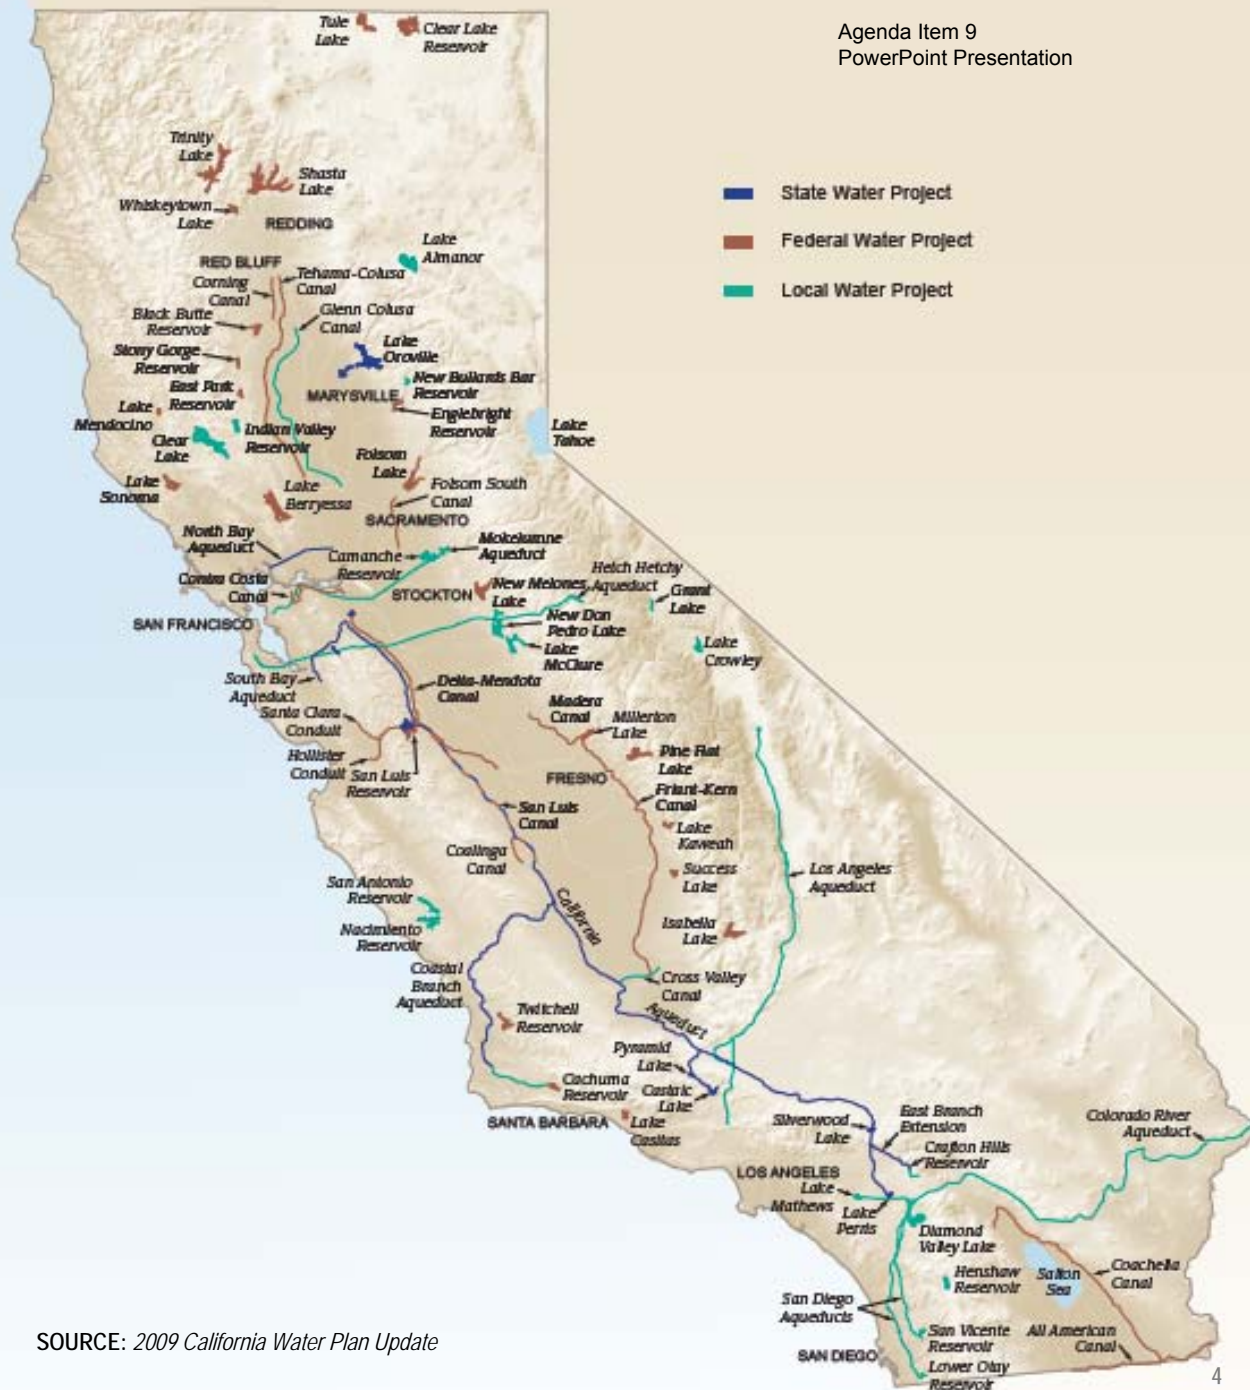 Agenda Item 9
PowerPoint Presentation
State Water Project
Federal Water Project
Local Water Project
Tule
Lake
Clear Lake
Reservoir
Trinity
Lake
Shasta
Lake
Whiskeytown
Lake
REDDING
Lake
Almanor
RED BLUFF
Tehama-Colusa
Canal
Corning
Canal
Glenn Colusa
Canal
Black Butte
Reservoir
Lake
Oroville
Stony Gorge
Reservoir
New Bullards Bar
Reservoir
East Park
Reservoir
MARYSVILLE
Englebright
Reservoir
Lake
Mendocino
Indian Valley
Reservoir
Clear
Lake
Lake
Tahoe
Folsom
Lake
Lake
Sonoma
Lake
Berryessa
Folsom South
Canal
SACRAMENTO
North Bay
Aqueduct
Mokelumne
Aqueduct
Camanche
Reservoir
Hetch Hetchy
Aqueduct
Contra Costa
Canal
STOCKTON
New Melones
Lake
Grant
Lake
SAN FRANCISCO
New Don
Pedro Lake
Lake
McClure
Lake
Crowley
South Bay
Aqueduct
Delta-Mendota
Canal
Santa Clara
Conduit
Madera
Canal
Millerton
Lake
Hollister
Conduit
San Luis
Reservoir
Pine Flat
Lake
FRESNO
Friant-Kern
Canal
San Luis
Canal
Lake
Kaweah
Coalinga
Canal
Success
Lake
Los Angeles
Aqueduct
San Antonio
Reservoir
California
Isabella
Lake
Nacimiento
Reservoir
Coastal
Branch
Aqueduct
Cross Valley
Canal
Twitchell
Reservoir
Aqueduct
Pyramid
Lake
Cachuma
Reservoir
Castaic
Lake
SANTA BARBARA
Lake
Casitas
Silverwood
Lake
East Branch
Extension
Colorado River
Aqueduct
Crafton Hills
Reservoir
LOS ANGELES
Lake
Mathews
Lake
Perris
Diamond
Valley Lake
Henshaw
Reservoir
Salton
Sea
Coachella
Canal
San Diego
Aqueducts
San Vicente
Reservoir
All American
Canal
SAN DIEGO
Lower Otay
Reservoir
SOURCE: 2009 California Water Plan Update
4